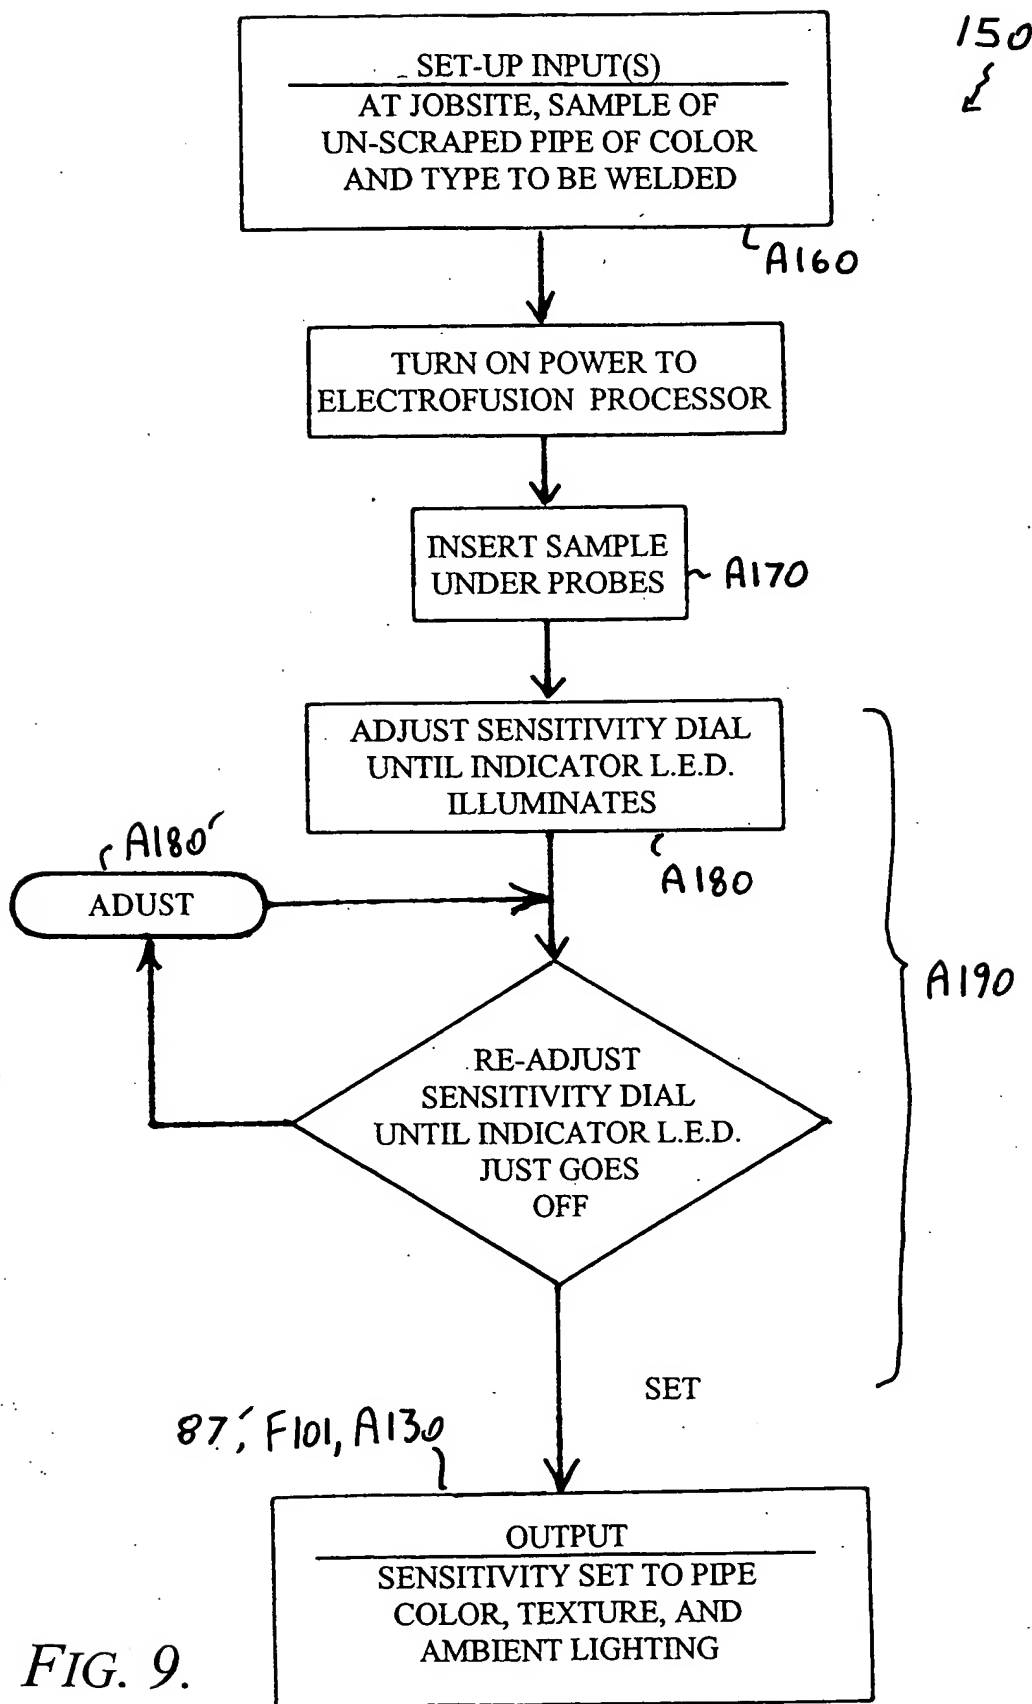 150
SET-UP INPUT(S)
AT JOBSITE, SAMPLE OF
UN-SCRAPED PIPE OF COLOR
AND TYPE TO BE WELDED
A160
TURN ON POWER TO
ELECTROFUSION PROCESSOR
INSERT SAMPLE
UNDER PROBES
A170
ADJUST SENSITIVITY DIAL
UNTIL INDICATOR L.E.D.
ILLUMINATES
A180
A180'
ADUST
A190
RE-ADJUST
SENSITIVITY DIAL
UNTIL INDICATOR L.E.D.
JUST GOES
OFF
SET
87', F101, A130
OUTPUT
SENSITIVITY SET TO PIPE
COLOR, TEXTURE, AND
AMBIENT LIGHTING
FIG. 9.